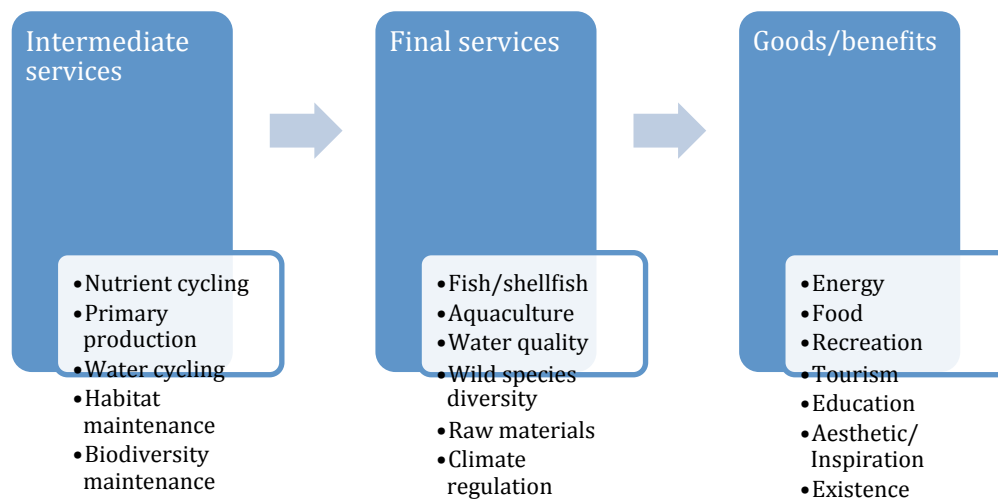 Intermediate
services
•Nutrient cycling
•Primary
production
•Water cycling
•Habitat
maintenance
•Biodiversity
maintenance
Final services
•Fish/shellfish
•Aquaculture
•Water quality
•Wild species
diversity
•Raw materials
•Climate
regulation
Goods/benefits
•Energy
•Food
•Recreation
•Tourism
•Education
•Aesthetic/
Inspiration
•Existence